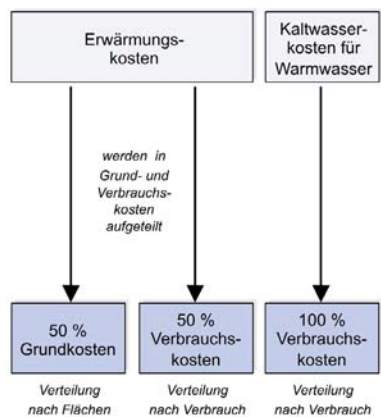 Erwärmungs-
kosten
Kaltwasser-
kosten für
Warmwasser
werden in
Grund- und
Verbrauchs-
kosten
aufgeteilt
50 %
Grundkosten
50 %
Verbrauchs-
kosten
100 %
Verbrauchs-
kosten
Verteilung
nach Flächen
Verteilung
nach Verbrauch
Verteilung
nach Verbrauch